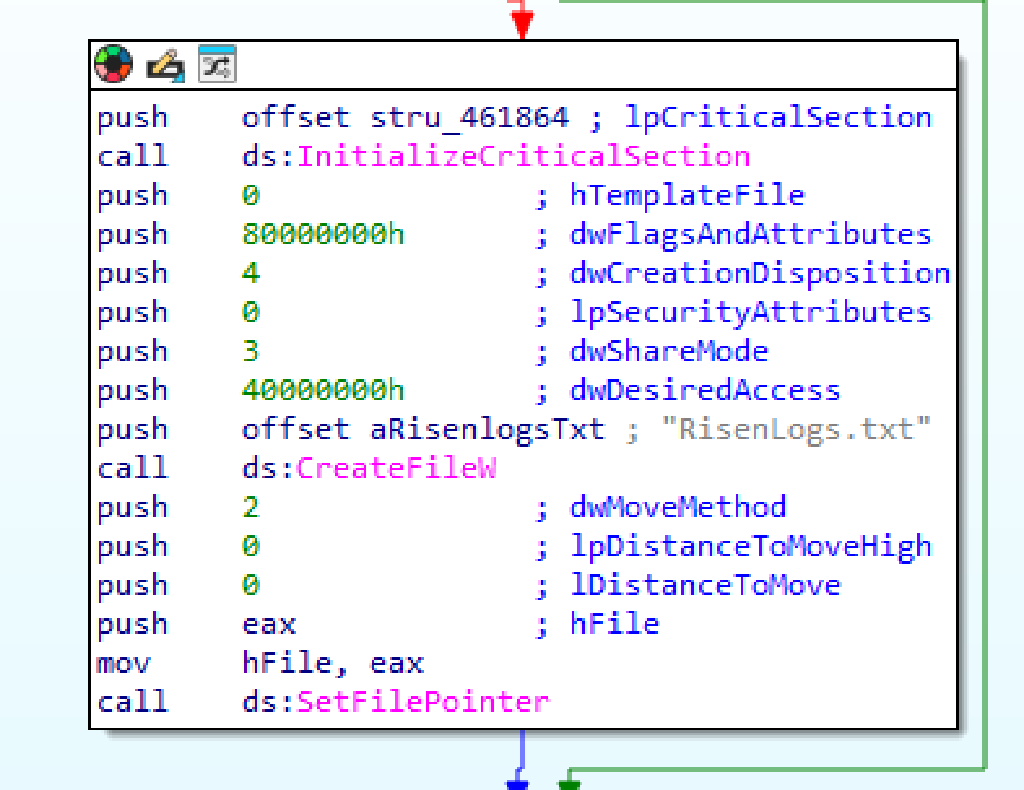 push offset stru_461864 ; lpCriticalSection
call ds:InitializeCriticalSection
push 0 ; hTemplateFile
push 80000000h ; dwFlagsAndAttributes
push 4 ; dwCreationDisposition
push 0 ; lpSecurityAttributes
push 3 ; dwShareMode
push 40000000h ; dwDesiredAccess
push offset aRisenlogsTxt ; "RisenLogs.txt"
call ds:CreateFileW
push 2 ; dwMoveMethod
push 0 ; lpDistanceToMoveHigh
push 0 ; lDistanceToMove
push eax ; hFile
mov hFile, eax
call ds:SetFilePointer